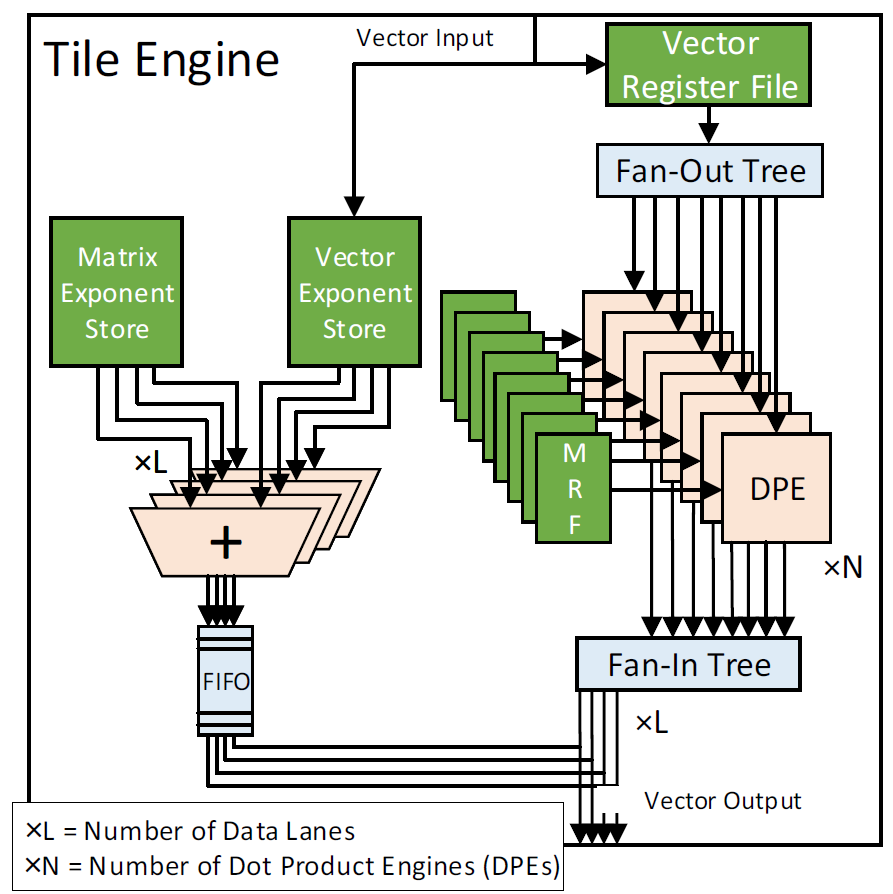 Tile Engine
Vector Input
Vector
Register File
Fan-Out Tree
Matrix
Exponent
Store
Vector
Exponent
Store
×L
+
M
R
F
DPE
×N
FIFO
Fan-In Tree
×L
Vector Output
×L = Number of Data Lanes
×N = Number of Dot Product Engines (DPEs)